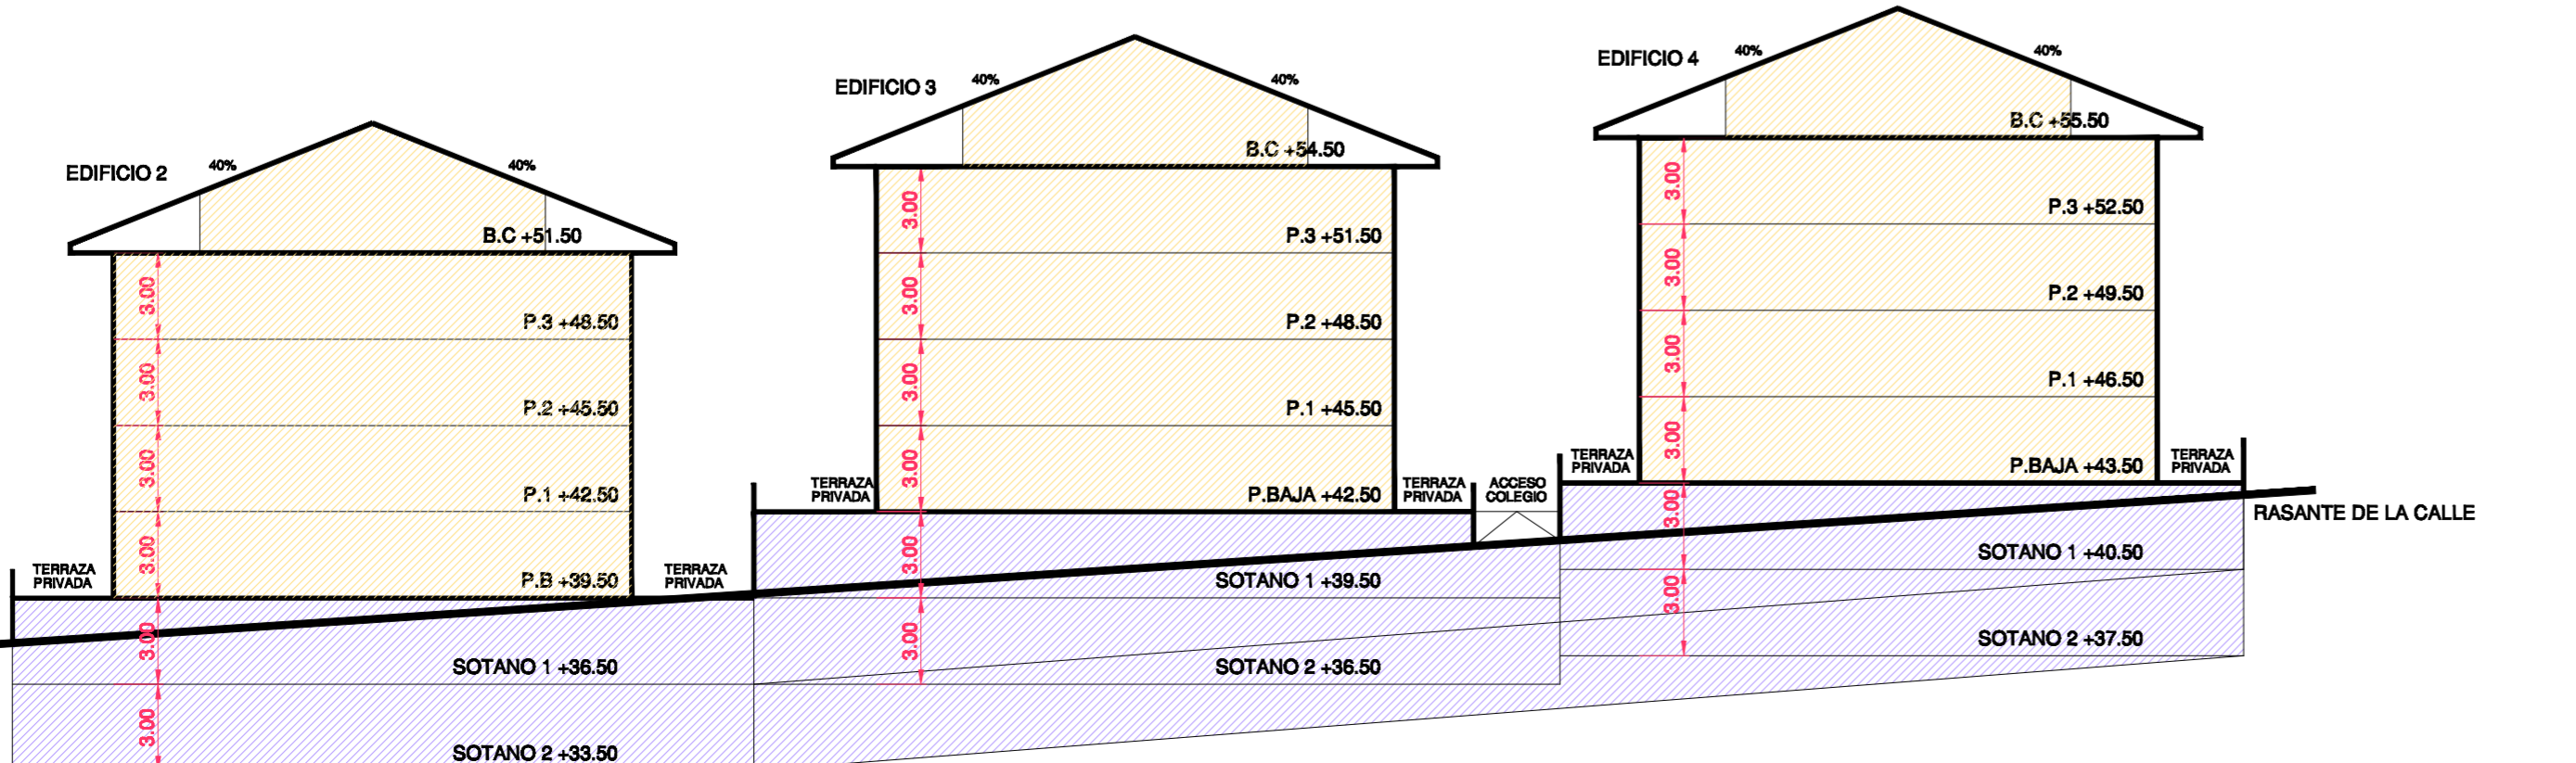 EDIFICIO 2
40%
40%
B.C +51.50
3.00
P.3 +48.50
3.00
P.2 +45.50
3.00
P.1 +42.50
3.00
P.B +39.50
TERRAZA
PRIVADA
TERRAZA
PRIVADA
3.00
SOTANO 1 +36.50
3.00
SOTANO 2 +33.50
EDIFICIO 3
40%
40%
B.C +54.50
3.00
P.3 +51.50
3.00
P.2 +48.50
3.00
P.1 +45.50
3.00
P.BAJA +42.50
TERRAZA
PRIVADA
TERRAZA
PRIVADA
ACCESO
COLEGIO
3.00
SOTANO 1 +39.50
3.00
SOTANO 2 +36.50
EDIFICIO 4
40%
40%
B.C +55.50
3.00
P.3 +52.50
3.00
P.2 +49.50
3.00
P.1 +46.50
3.00
P.BAJA +43.50
TERRAZA
PRIVADA
TERRAZA
PRIVADA
3.00
SOTANO 1 +40.50
3.00
SOTANO 2 +37.50
RASANTE DE LA CALLE